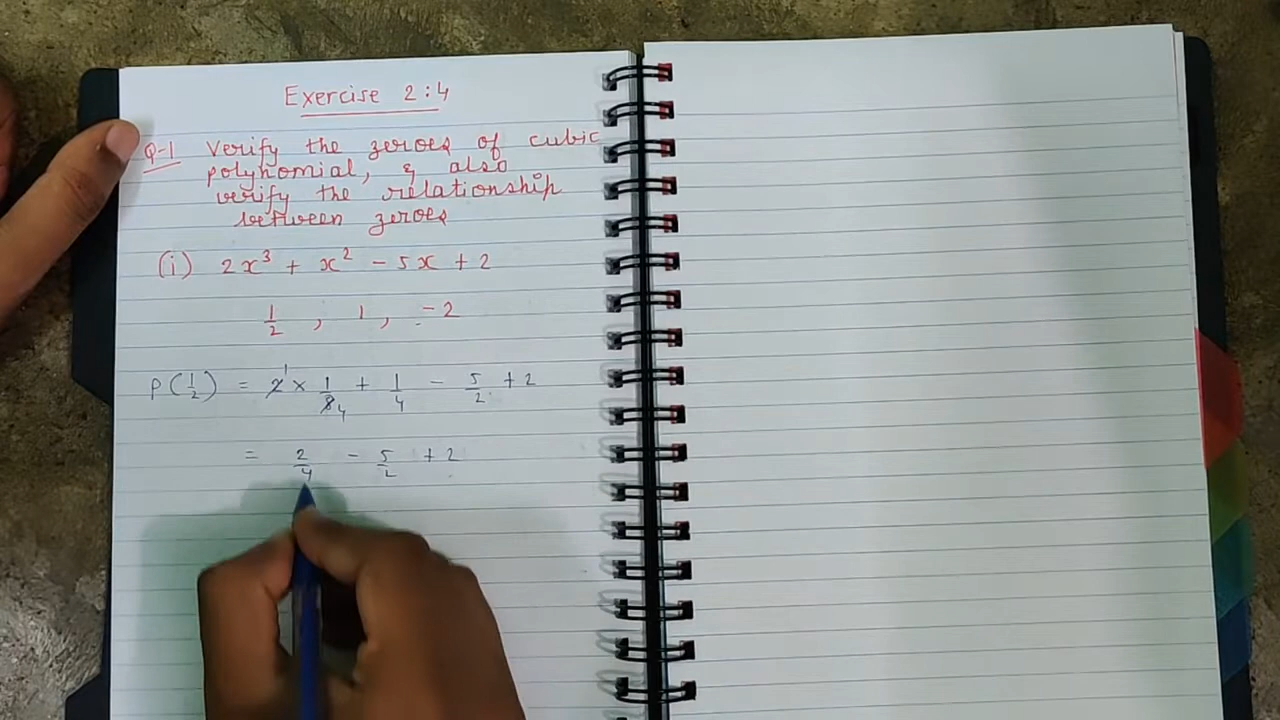 Exercise 2:4
Q-1 Verify the zeroes of cubic
polynomial, & also
verify the relationship
between zeroes
(i) 2x³ + x² - 5x + 2
1/2 , 1, -2
P(1/2) = 2̶ 1 × 1/8̶ 4 + 1/4 - 5/2 + 2
= 2/4 - 5/2 + 2